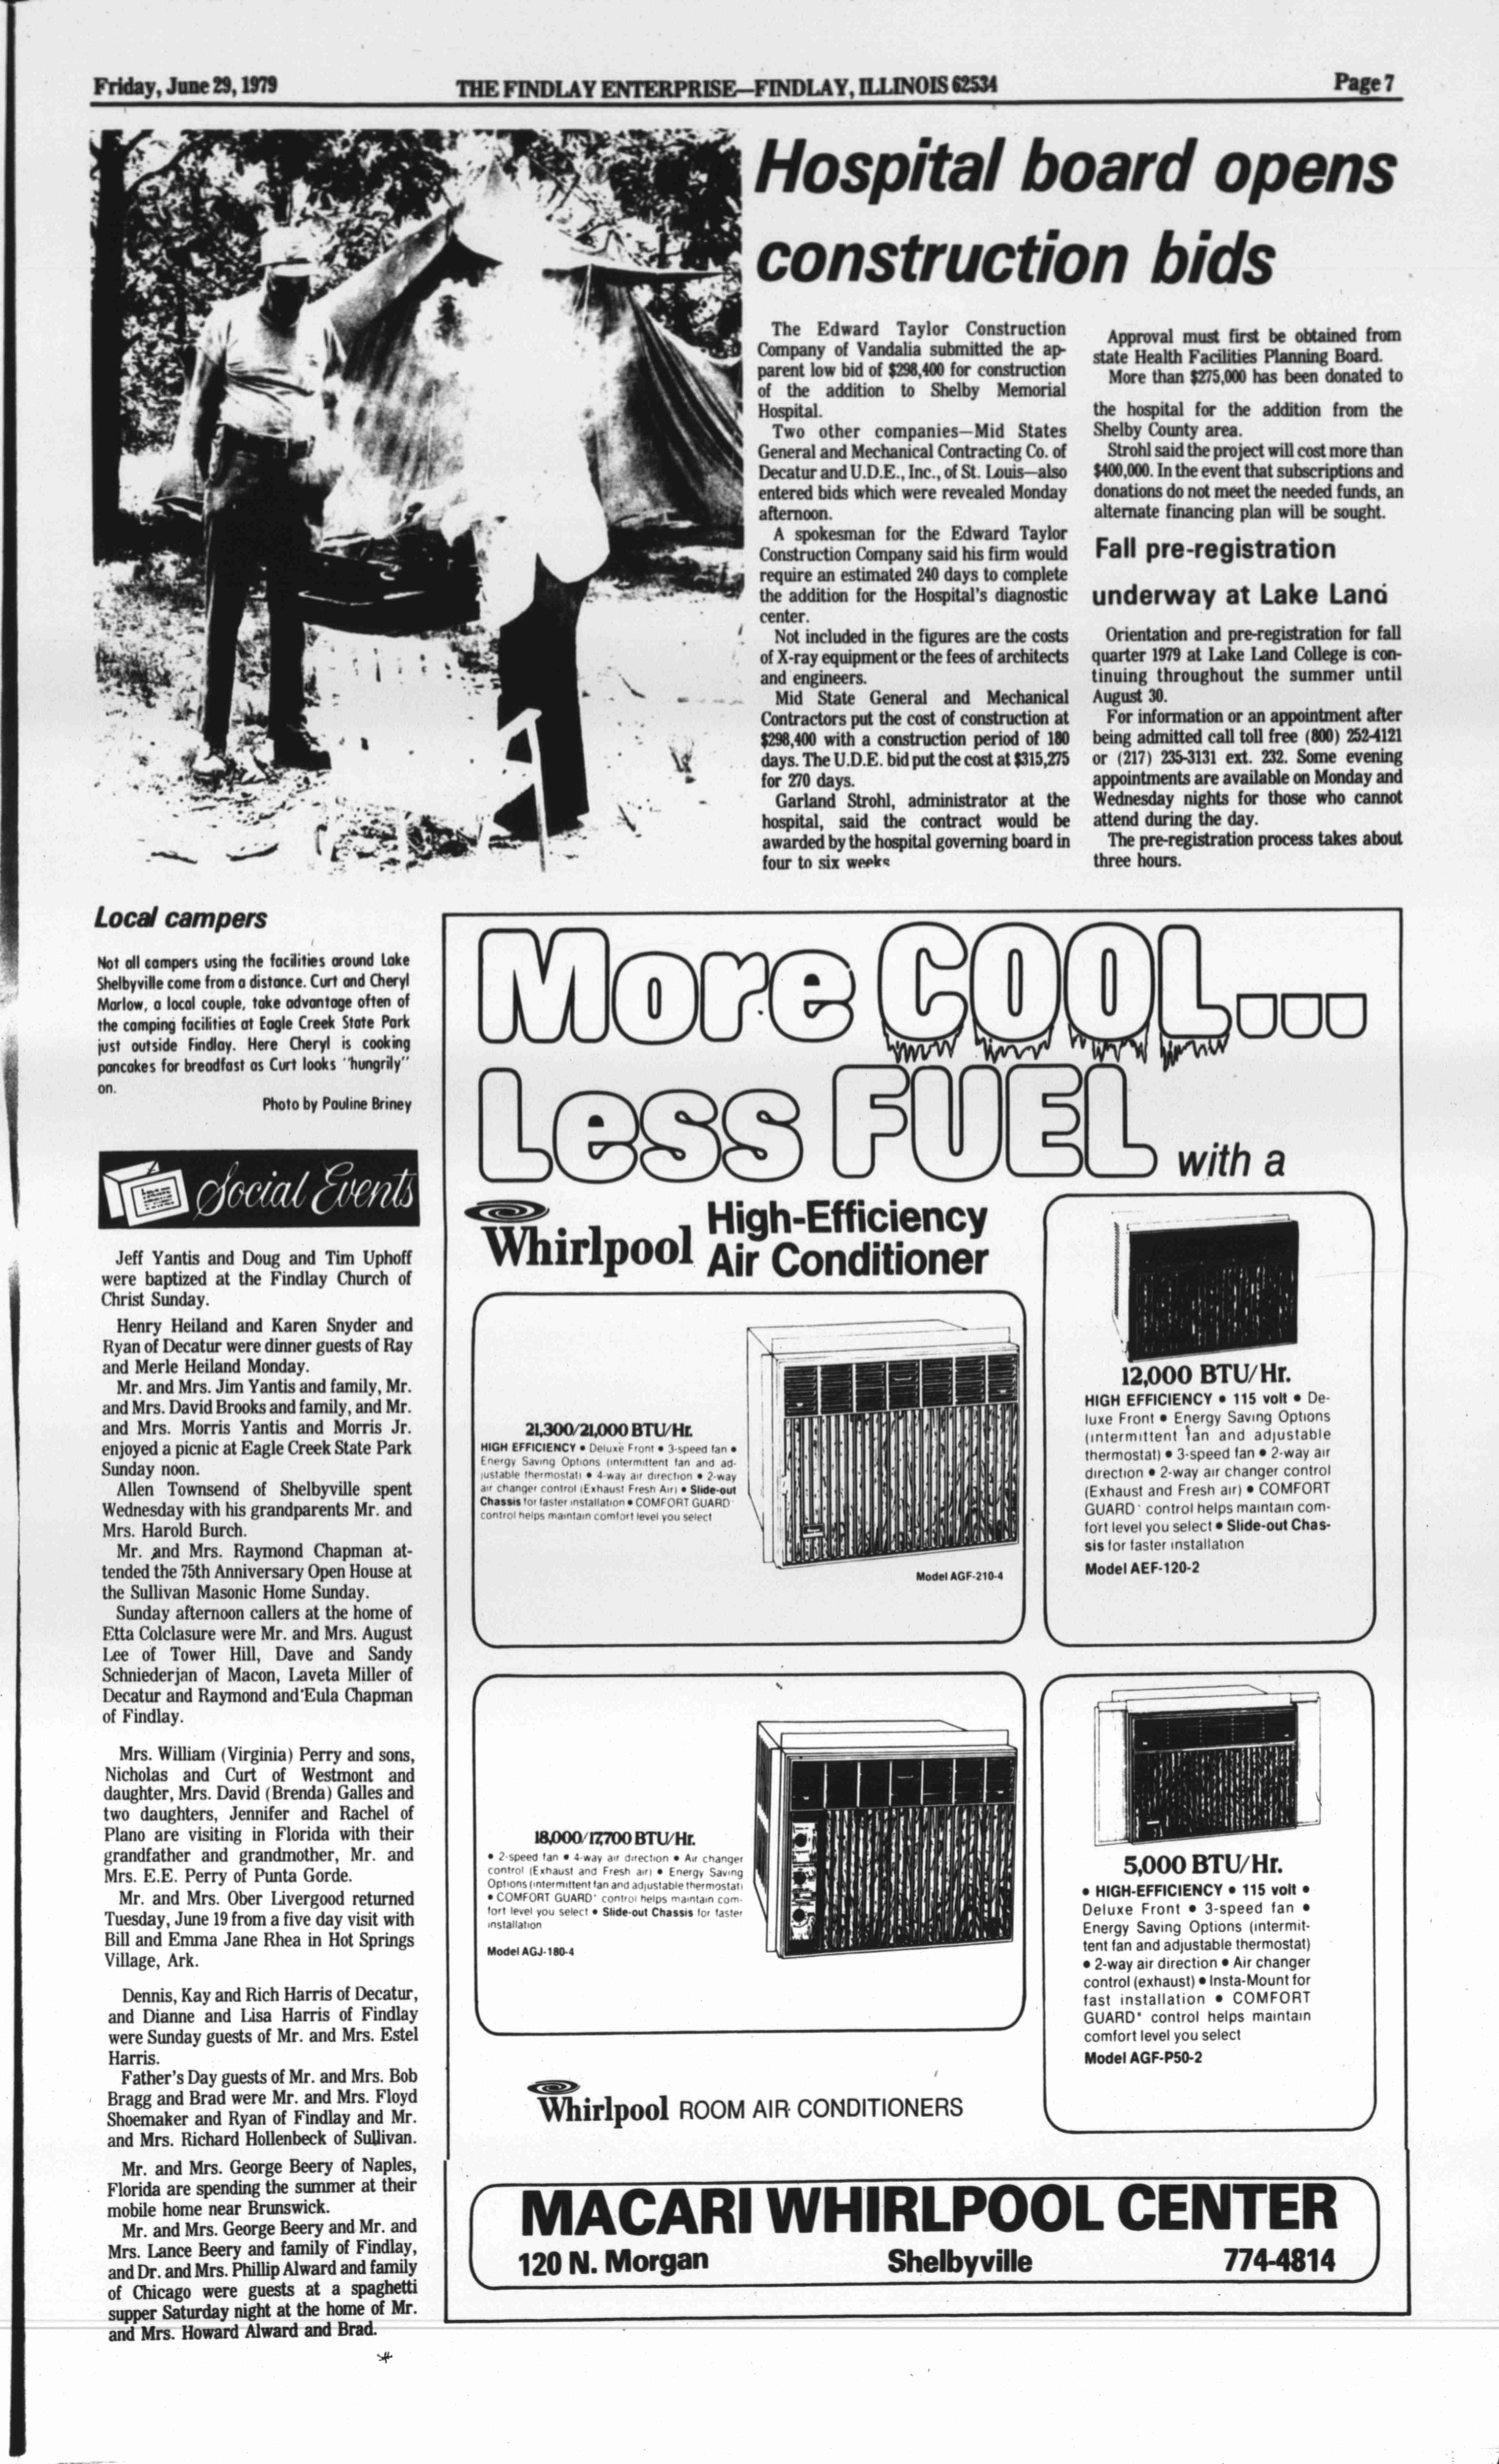 Friday, June 29, 1979
THE FINDLAY ENTERPRISE—FINDLAY, ILLINOIS 62534
Page 7
Hospital board opens
construction bids
The Edward Taylor Construction
Company of Vandalia submitted the ap-
parent low bid of $298,400 for construction
of the addition to Shelby Memorial
Hospital.
Two other companies—Mid States
General and Mechanical Contracting Co. of
Decatur and U.D.E., Inc., of St. Louis—also
entered bids which were revealed Monday
afternoon.
A spokesman for the Edward Taylor
Construction Company said his firm would
require an estimated 240 days to complete
the addition for the Hospital's diagnostic
center.
Not included in the figures are the costs
of X-ray equipment or the fees of architects
and engineers.
Mid State General and Mechanical
Contractors put the cost of construction at
$298,400 with a construction period of 180
days. The U.D.E. bid put the cost at $315,275
for 270 days.
Garland Strohl, administrator at the
hospital, said the contract would be
awarded by the hospital governing board in
four to six weeks
Approval must first be obtained from
state Health Facilities Planning Board.
More than $275,000 has been donated to
the hospital for the addition from the
Shelby County area.
Strohl said the project will cost more than
$400,000. In the event that subscriptions and
donations do not meet the needed funds, an
alternate financing plan will be sought.
Fall pre-registration
underway at Lake Land
Orientation and pre-registration for fall
quarter 1979 at Lake Land College is con-
tinuing throughout the summer until
August 30.
For information or an appointment after
being admitted call toll free (800) 252-4121
or (217) 235-3131 ext. 232. Some evening
appointments are available on Monday and
Wednesday nights for those who cannot
attend during the day.
The pre-registration process takes about
three hours.
Local campers
Not all campers using the facilities around Lake
Shelbyville come from a distance. Curt and Cheryl
Marlow, a local couple, take advantage often of
the camping facilities at Eagle Creek State Park
just outside Findlay. Here Cheryl is cooking
pancakes for breadfast as Curt looks "hungrily"
on.
Photo by Pauline Briney
Social Events
Jeff Yantis and Doug and Tim Uphoff
were baptized at the Findlay Church of
Christ Sunday.
Henry Heiland and Karen Snyder and
Ryan of Decatur were dinner guests of Ray
and Merle Heiland Monday.
Mr. and Mrs. Jim Yantis and family, Mr.
and Mrs. David Brooks and family, and Mr.
and Mrs. Morris Yantis and Morris Jr.
enjoyed a picnic at Eagle Creek State Park
Sunday noon.
Allen Townsend of Shelbyville spent
Wednesday with his grandparents Mr. and
Mrs. Harold Burch.
Mr. and Mrs. Raymond Chapman at-
tended the 75th Anniversary Open House at
the Sullivan Masonic Home Sunday.
Sunday afternoon callers at the home of
Etta Colclasure were Mr. and Mrs. August
Lee of Tower Hill, Dave and Sandy
Schniederjan of Macon, Laveta Miller of
Decatur and Raymond and Eula Chapman
of Findlay.
Mrs. William (Virginia) Perry and sons,
Nicholas and Curt of Westmont and
daughter, Mrs. David (Brenda) Galles and
two daughters, Jennifer and Rachel of
Plano are visiting in Florida with their
grandfather and grandmother, Mr. and
Mrs. E.E. Perry of Punta Gorde.
Mr. and Mrs. Ober Livergood returned
Tuesday, June 19 from a five day visit with
Bill and Emma Jane Rhea in Hot Springs
Village, Ark.
Dennis, Kay and Rich Harris of Decatur,
and Dianne and Lisa Harris of Findlay
were Sunday guests of Mr. and Mrs. Estel
Harris.
Father's Day guests of Mr. and Mrs. Bob
Bragg and Brad were Mr. and Mrs. Floyd
Shoemaker and Ryan of Findlay and Mr.
and Mrs. Richard Hollenbeck of Sullivan.
Mr. and Mrs. George Beery of Naples,
Florida are spending the summer at their
mobile home near Brunswick.
Mr. and Mrs. George Beery and Mr. and
Mrs. Lance Beery and family of Findlay,
and Dr. and Mrs. Phillip Alward and family
of Chicago were guests at a spaghetti
supper Saturday night at the home of Mr.
and Mrs. Howard Alward and Brad.
More COOL...
Less FUEL with a
Whirlpool High-Efficiency
Air Conditioner
21,300/21,000 BTU/Hr.
HIGH EFFICIENCY • Deluxe Front • 3-speed fan •
Energy Saving Options (intermittent fan and ad-
justable thermostat) • 4-way air direction • 2-way
air changer control (Exhaust Fresh Air) • Slide-out
Chassis for faster installation • COMFORT GUARD
control helps maintain comfort level you select
Model AGF-210-4
12,000 BTU/Hr.
HIGH EFFICIENCY • 115 volt • De-
luxe Front • Energy Saving Options
(intermittent fan and adjustable
thermostat) • 3-speed fan • 2-way air
direction • 2-way air changer control
(Exhaust and Fresh air) • COMFORT
GUARD control helps maintain com-
fort level you select • Slide-out Chas-
sis for faster installation
Model AEF-120-2
18,000/17,700 BTU/Hr.
• 2-speed fan • 4-way air direction • Air changer
control (Exhaust and Fresh air) • Energy Saving
Options (intermittent fan and adjustable thermostat)
• COMFORT GUARD* control helps maintain com-
fort level you select • Slide-out Chassis for faster
installation
Model AGJ-180-4
5,000 BTU/Hr.
• HIGH-EFFICIENCY • 115 volt •
Deluxe Front • 3-speed fan •
Energy Saving Options (intermit-
tent fan and adjustable thermostat)
• 2-way air direction • Air changer
control (exhaust) • Insta-Mount for
fast installation • COMFORT
GUARD* control helps maintain
comfort level you select
Model AGF-P50-2
Whirlpool ROOM AIR CONDITIONERS
MACARI WHIRLPOOL CENTER
120 N. Morgan Shelbyville 774-4814